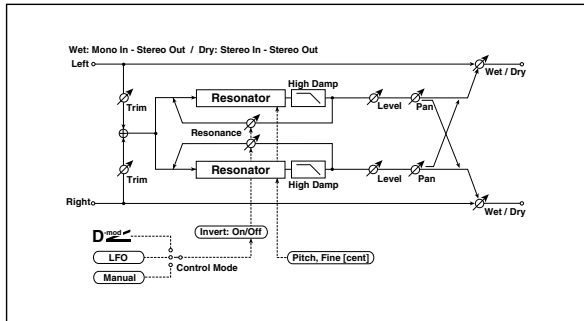 Wet: Mono In - Stereo Out / Dry: Stereo In - Stereo Out
Left
Wet / Dry
Trim
Resonator
High Damp
Level
Pan
Resonance
Trim
Resonator
High Damp
Level
Pan
Right
Wet / Dry
D-mod
Invert: On/Off
LFO
Control Mode
Pitch, Fine [cent]
Manual